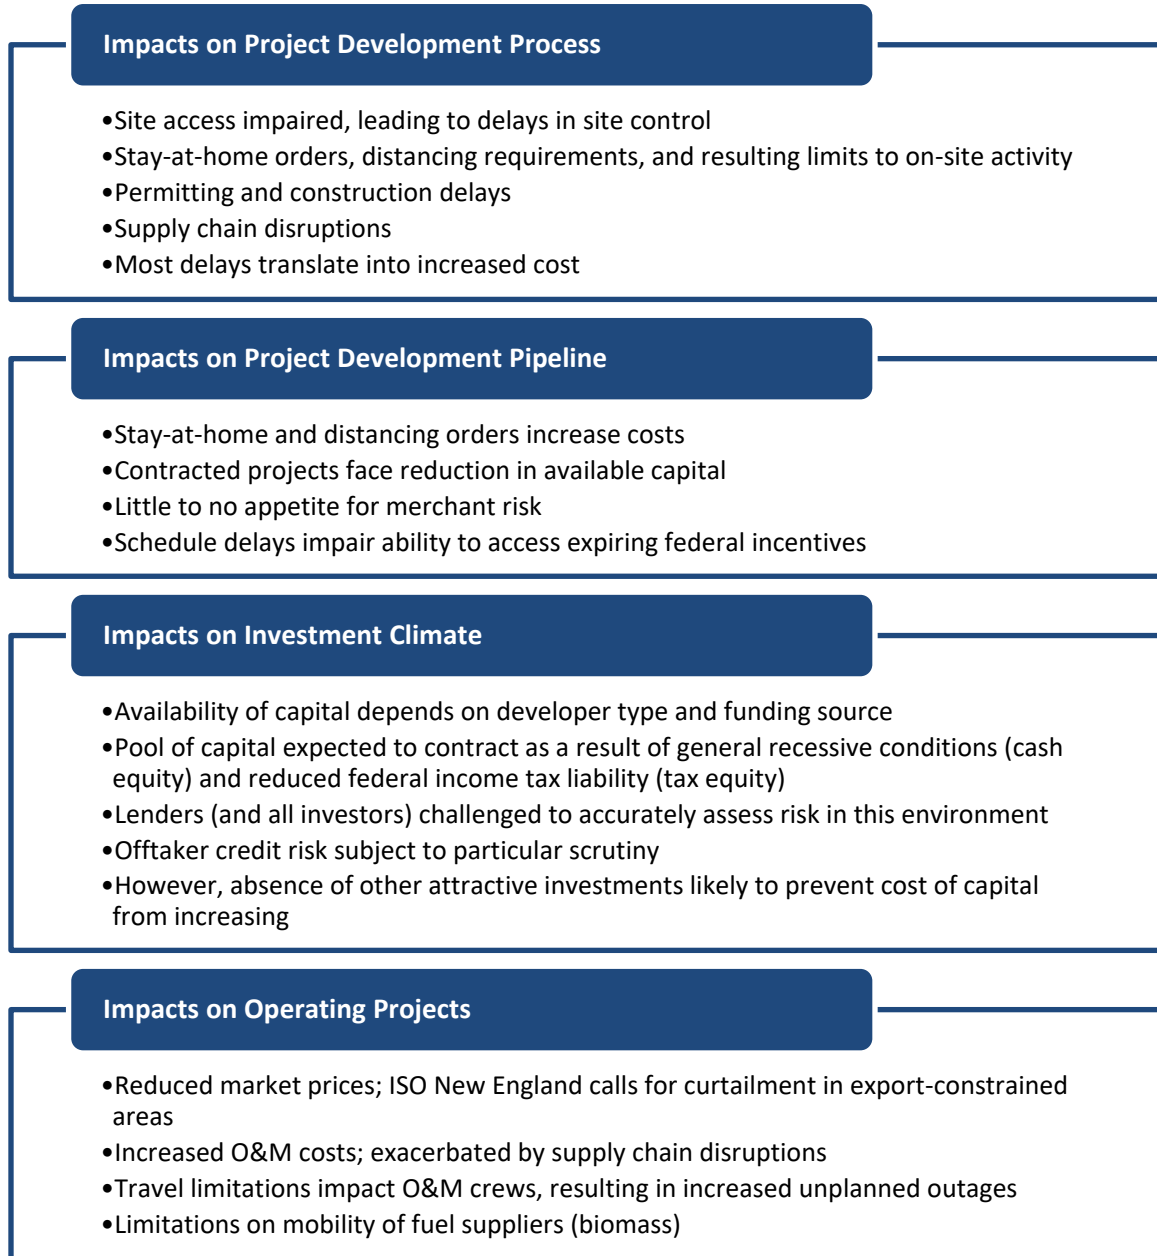 Impacts on Project Development Process
•Site access impaired, leading to delays in site control
•Stay-at-home orders, distancing requirements, and resulting limits to on-site activity
•Permitting and construction delays
•Supply chain disruptions
•Most delays translate into increased cost
Impacts on Project Development Pipeline
•Stay-at-home and distancing orders increase costs
•Contracted projects face reduction in available capital
•Little to no appetite for merchant risk
•Schedule delays impair ability to access expiring federal incentives
Impacts on Investment Climate
•Availability of capital depends on developer type and funding source
•Pool of capital expected to contract as a result of general recessive conditions (cash
equity) and reduced federal income tax liability (tax equity)
•Lenders (and all investors) challenged to accurately assess risk in this environment
•Offtaker credit risk subject to particular scrutiny
•However, absence of other attractive investments likely to prevent cost of capital
from increasing
Impacts on Operating Projects
•Reduced market prices; ISO New England calls for curtailment in export-constrained
areas
•Increased O&M costs; exacerbated by supply chain disruptions
•Travel limitations impact O&M crews, resulting in increased unplanned outages
•Limitations on mobility of fuel suppliers (biomass)